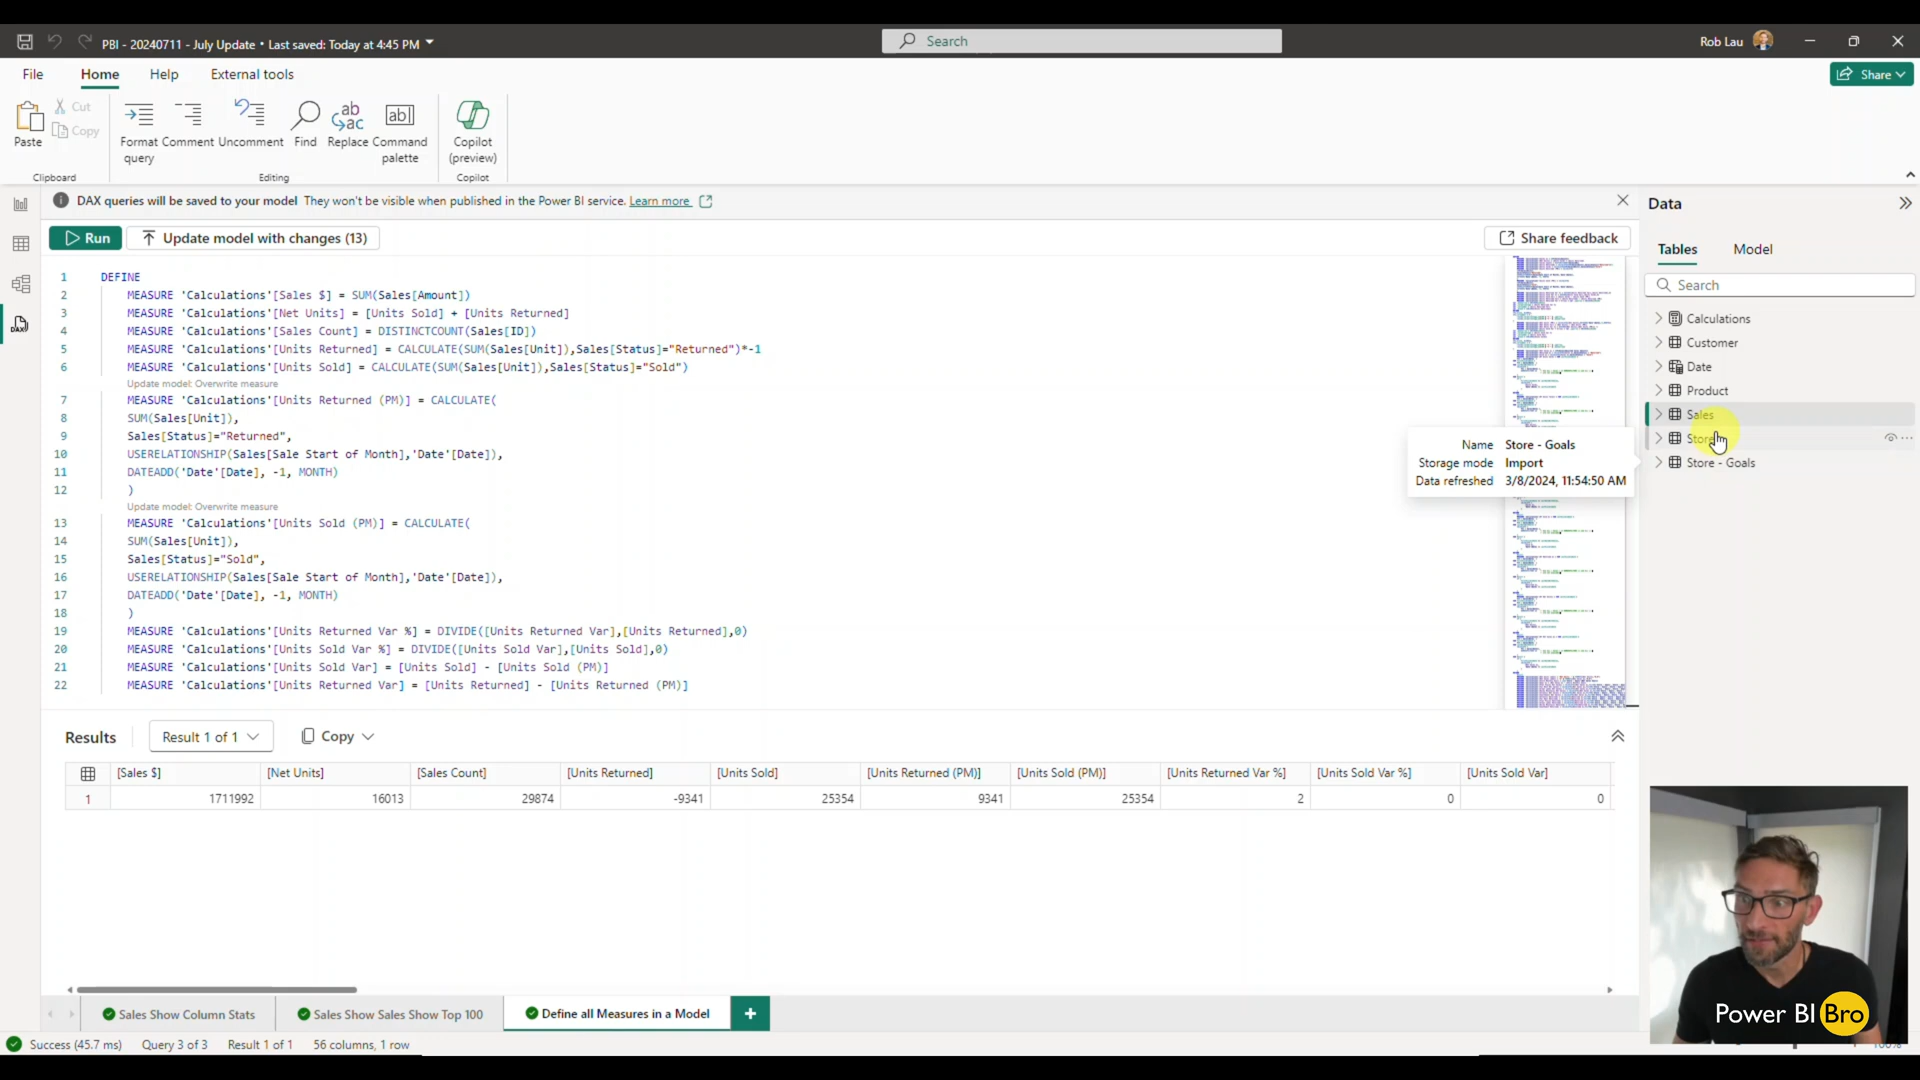 PBI - 20240711 - July Update • Last saved: Today at 4:45 PM
Search
Rob Lau
File
Home
Help
External tools
Share
Paste
Cut
Copy
Format query
Comment
Uncomment
Find
Replace
Command palette
Copilot (preview)
Clipboard
Editing
Copilot
DAX queries will be saved to your model They won't be visible when published in the Power BI service. Learn more
Data
Run
Update model with changes (13)
Share feedback
Tables
Model
Search
Calculations
Customer
Date
Product
Sales
Store - Goals
Name Store - Goals
Storage mode Import
Data refreshed 3/8/2024, 11:54:50 AM
1 DEFINE
2 MEASURE 'Calculations'[Sales $] = SUM(Sales[Amount])
3 MEASURE 'Calculations'[Net Units] = [Units Sold] + [Units Returned]
4 MEASURE 'Calculations'[Sales Count] = DISTINCTCOUNT(Sales[ID])
5 MEASURE 'Calculations'[Units Returned] = CALCULATE(SUM(Sales[Unit]),Sales[Status]="Returned")*-1
6 MEASURE 'Calculations'[Units Sold] = CALCULATE(SUM(Sales[Unit]),Sales[Status]="Sold")
Update model: Overwrite measure
7 MEASURE 'Calculations'[Units Returned (PM)] = CALCULATE(
8 SUM(Sales[Unit]),
9 Sales[Status]="Returned",
10 USERELATIONSHIP(Sales[Sale Start of Month],'Date'[Date]),
11 DATEADD('Date'[Date], -1, MONTH)
12 )
Update model: Overwrite measure
13 MEASURE 'Calculations'[Units Sold (PM)] = CALCULATE(
14 SUM(Sales[Unit]),
15 Sales[Status]="Sold",
16 USERELATIONSHIP(Sales[Sale Start of Month],'Date'[Date]),
17 DATEADD('Date'[Date], -1, MONTH)
18 )
19 MEASURE 'Calculations'[Units Returned Var %] = DIVIDE([Units Returned Var],[Units Returned],0)
20 MEASURE 'Calculations'[Units Sold Var %] = DIVIDE([Units Sold Var],[Units Sold],0)
21 MEASURE 'Calculations'[Units Sold Var] = [Units Sold] - [Units Sold (PM)]
22 MEASURE 'Calculations'[Units Returned Var] = [Units Returned] - [Units Returned (PM)]
Results
Result 1 of 1
Copy
[Sales $] [Net Units] [Sales Count] [Units Returned] [Units Sold] [Units Returned (PM)] [Units Sold (PM)] [Units Returned Var %] [Units Sold Var %] [Units Sold Var]
1 1711992 16013 29874 -9341 25354 9341 25354 2 0 0
Sales Show Column Stats
Sales Show Sales Show Top 100
Define all Measures in a Model
Success (45.7 ms) Query 3 of 3 Result 1 of 1 56 columns, 1 row
Power BI Bro